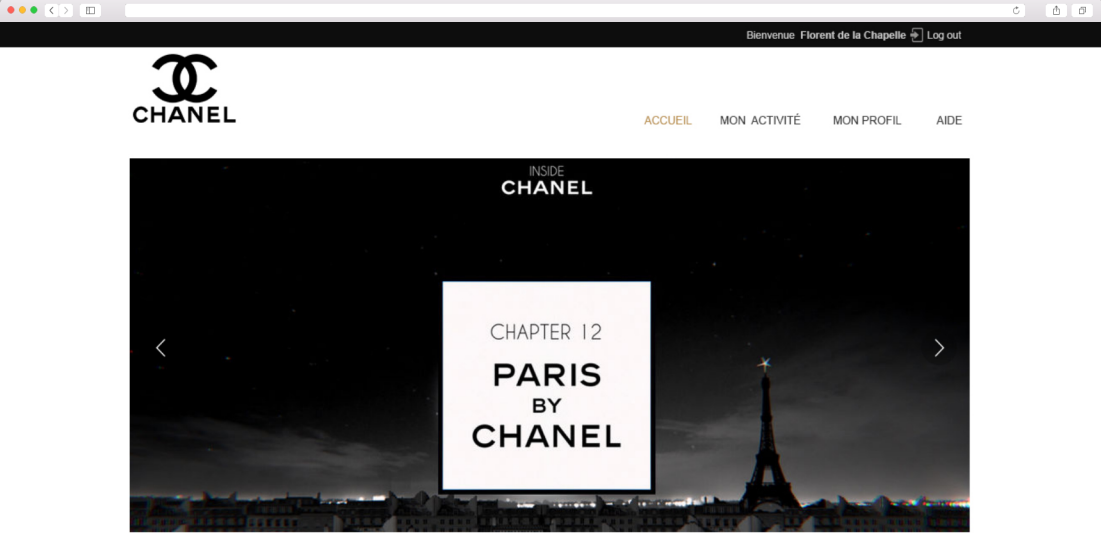 Bienvenue Florent de la Chapelle Log out
CHANEL
ACCUEIL MON ACTIVITÉ MON PROFIL AIDE
INSIDE
CHANEL
CHAPTER 12
PARIS
BY
CHANEL